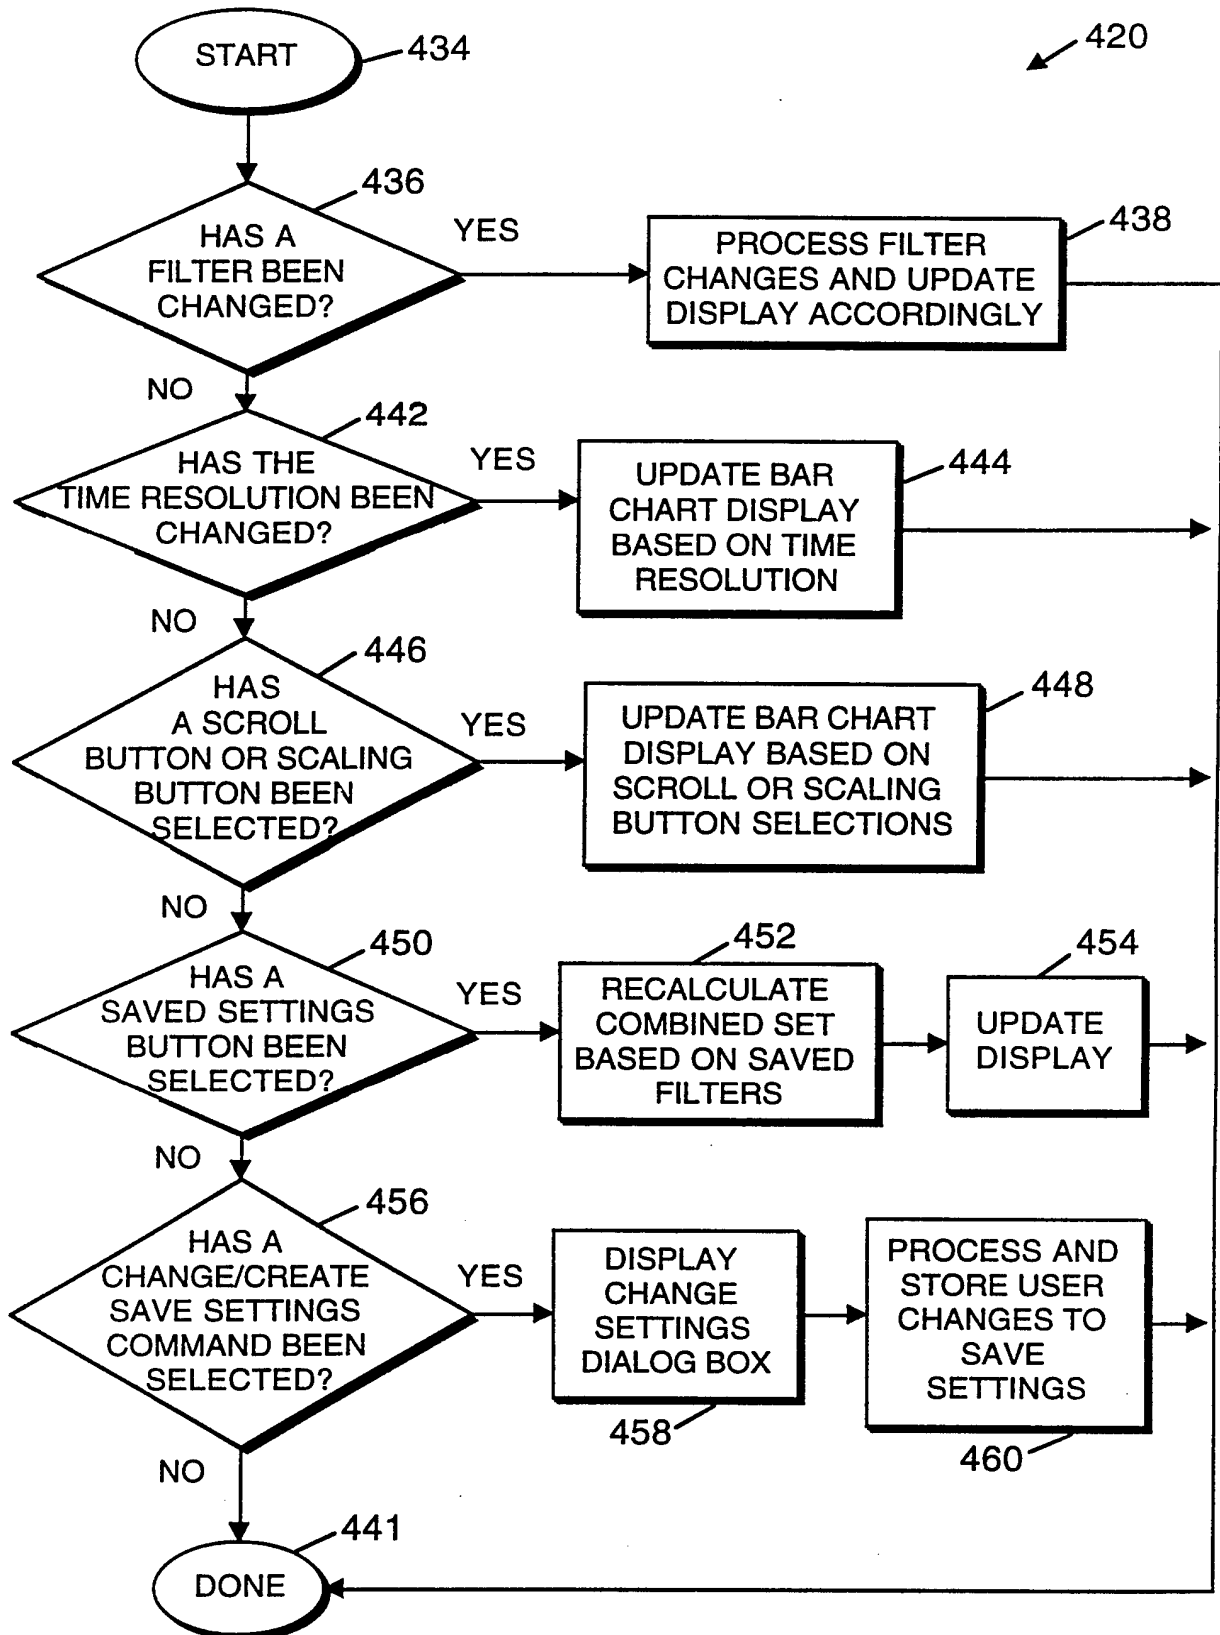 START
434
420
436
HAS A
FILTER BEEN
CHANGED?
YES
PROCESS FILTER
CHANGES AND UPDATE
DISPLAY ACCORDINGLY
438
NO
442
HAS THE
TIME RESOLUTION BEEN
CHANGED?
YES
UPDATE BAR
CHART DISPLAY
BASED ON TIME
RESOLUTION
444
NO
446
HAS
A SCROLL
BUTTON OR SCALING
BUTTON BEEN
SELECTED?
YES
UPDATE BAR CHART
DISPLAY BASED ON
SCROLL OR SCALING
BUTTON SELECTIONS
448
NO
450
HAS A
SAVED SETTINGS
BUTTON BEEN
SELECTED?
YES
452
RECALCULATE
COMBINED SET
BASED ON SAVED
FILTERS
454
UPDATE
DISPLAY
NO
456
HAS A
CHANGE/CREATE
SAVE SETTINGS
COMMAND BEEN
SELECTED?
YES
DISPLAY
CHANGE
SETTINGS
DIALOG BOX
458
PROCESS AND
STORE USER
CHANGES TO
SAVE
SETTINGS
460
NO
441
DONE